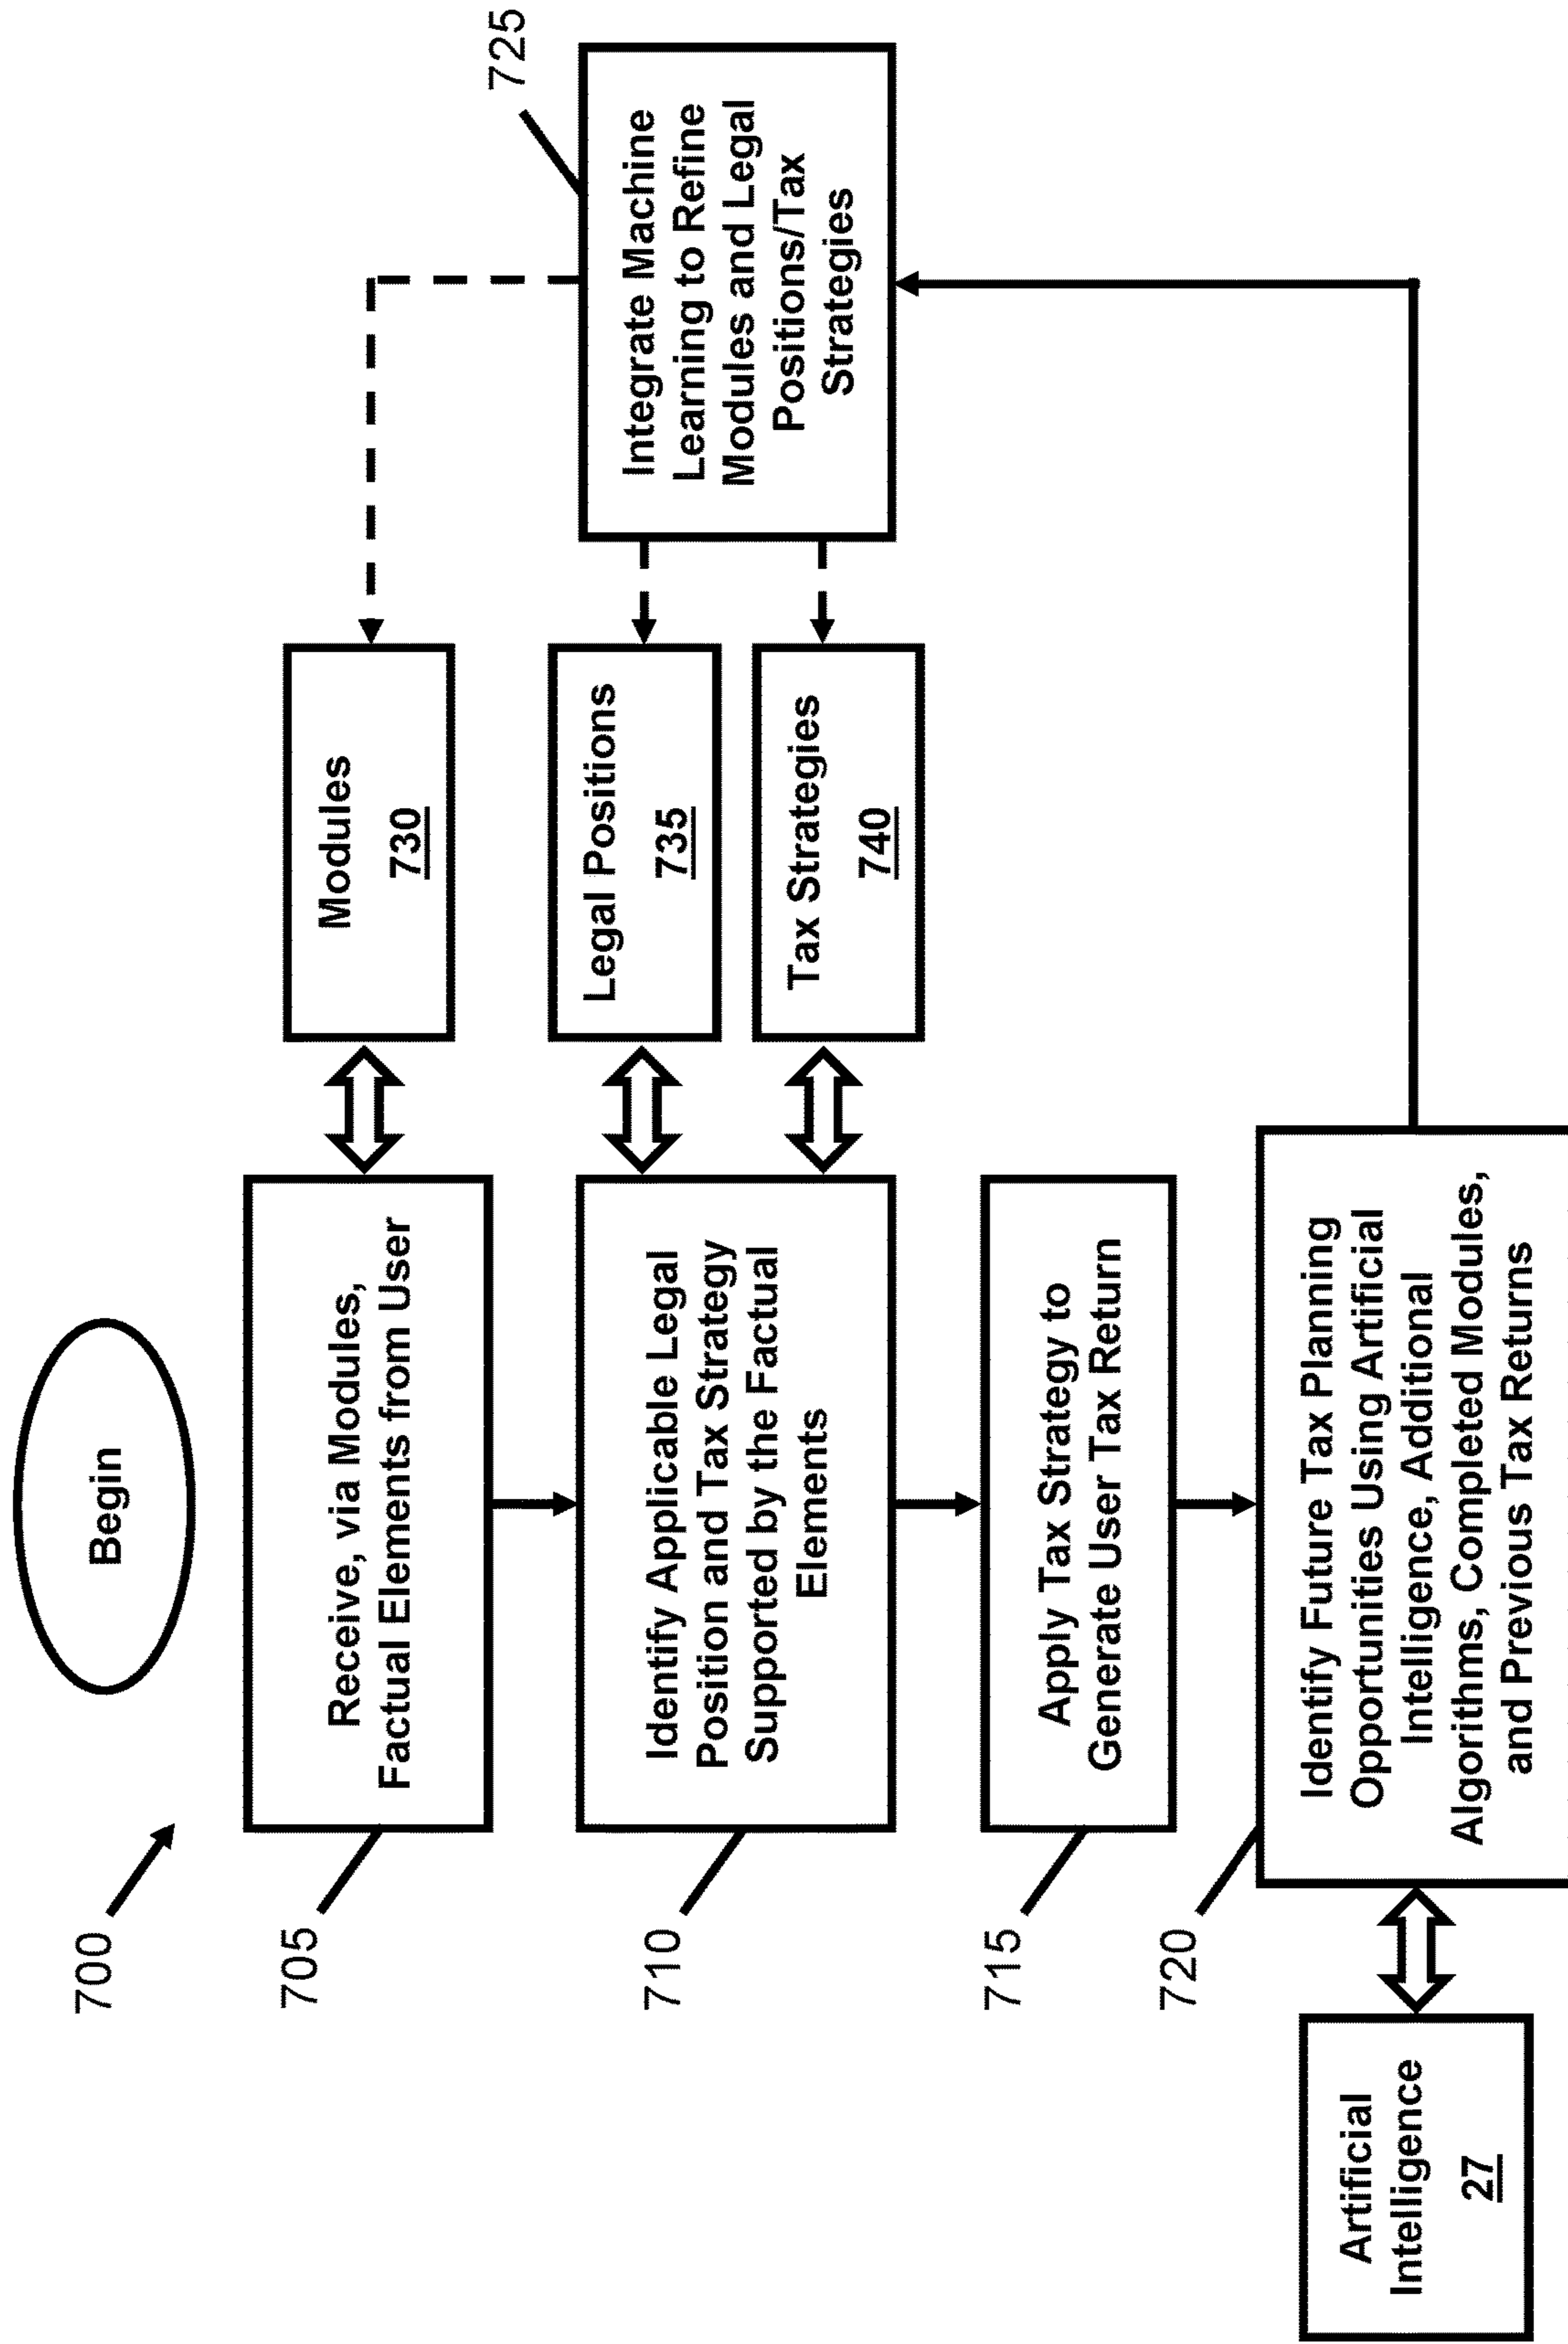 700
Begin
705
Receive, via Modules,
Factual Elements from User
Modules
730
710
Identify Applicable Legal
Position and Tax Strategy
Supported by the Factual
Elements
Legal Positions
735
Tax Strategies
740
725
Integrate Machine
Learning to Refine
Modules and Legal
Positions/Tax
Strategies
715
Apply Tax Strategy to
Generate User Tax Return
720
Identify Future Tax Planning
Opportunities Using Artificial
Intelligence, Additional
Algorithms, Completed Modules,
and Previous Tax Returns
Artificial
Intelligence
27